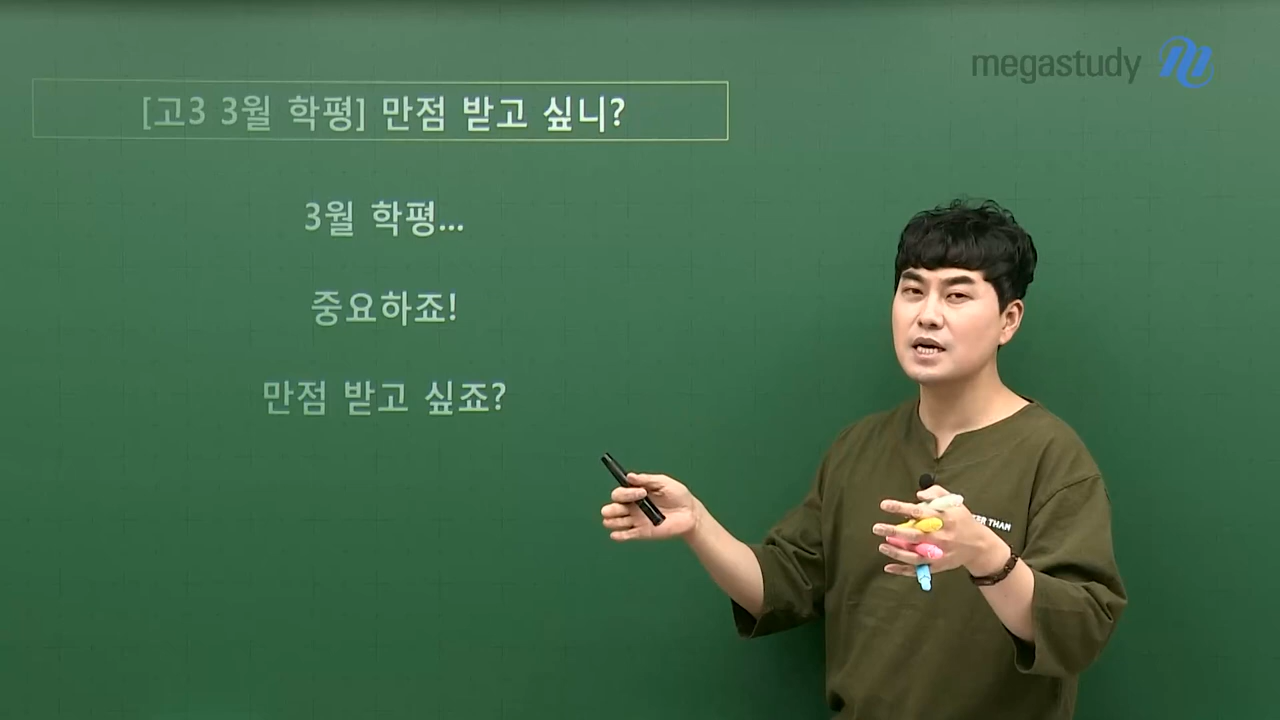 megastudy
[고3 3월 학평] 만점 받고 싶니?
3월 학평...
중요하죠!
만점 받고 싶죠?
THAN